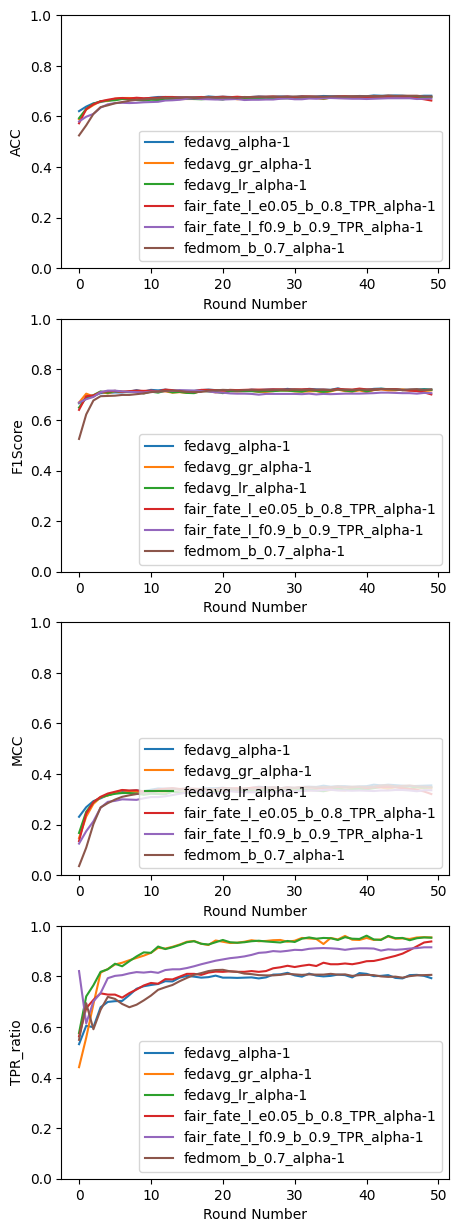 1.0
0.8
0.6
0.4
0.2
0.0
ACC
fedavg_alpha-1
fedavg_gr_alpha-1
fedavg_lr_alpha-1
fair_fate_l_e0.05_b_0.8_TPR_alpha-1
fair_fate_l_f0.9_b_0.9_TPR_alpha-1
fedmom_b_0.7_alpha-1
0 10 20 30 40 50
Round Number
1.0
0.8
0.6
0.4
0.2
0.0
F1Score
fedavg_alpha-1
fedavg_gr_alpha-1
fedavg_lr_alpha-1
fair_fate_l_e0.05_b_0.8_TPR_alpha-1
fair_fate_l_f0.9_b_0.9_TPR_alpha-1
fedmom_b_0.7_alpha-1
0 10 20 30 40 50
Round Number
1.0
0.8
0.6
0.4
0.2
0.0
MCC
fedavg_alpha-1
fedavg_gr_alpha-1
fedavg_lr_alpha-1
fair_fate_l_e0.05_b_0.8_TPR_alpha-1
fair_fate_l_f0.9_b_0.9_TPR_alpha-1
fedmom_b_0.7_alpha-1
0 10 20 30 40 50
Round Number
1.0
0.8
0.6
0.4
0.2
0.0
TPR_ratio
fedavg_alpha-1
fedavg_gr_alpha-1
fedavg_lr_alpha-1
fair_fate_l_e0.05_b_0.8_TPR_alpha-1
fair_fate_l_f0.9_b_0.9_TPR_alpha-1
fedmom_b_0.7_alpha-1
0 10 20 30 40 50
Round Number